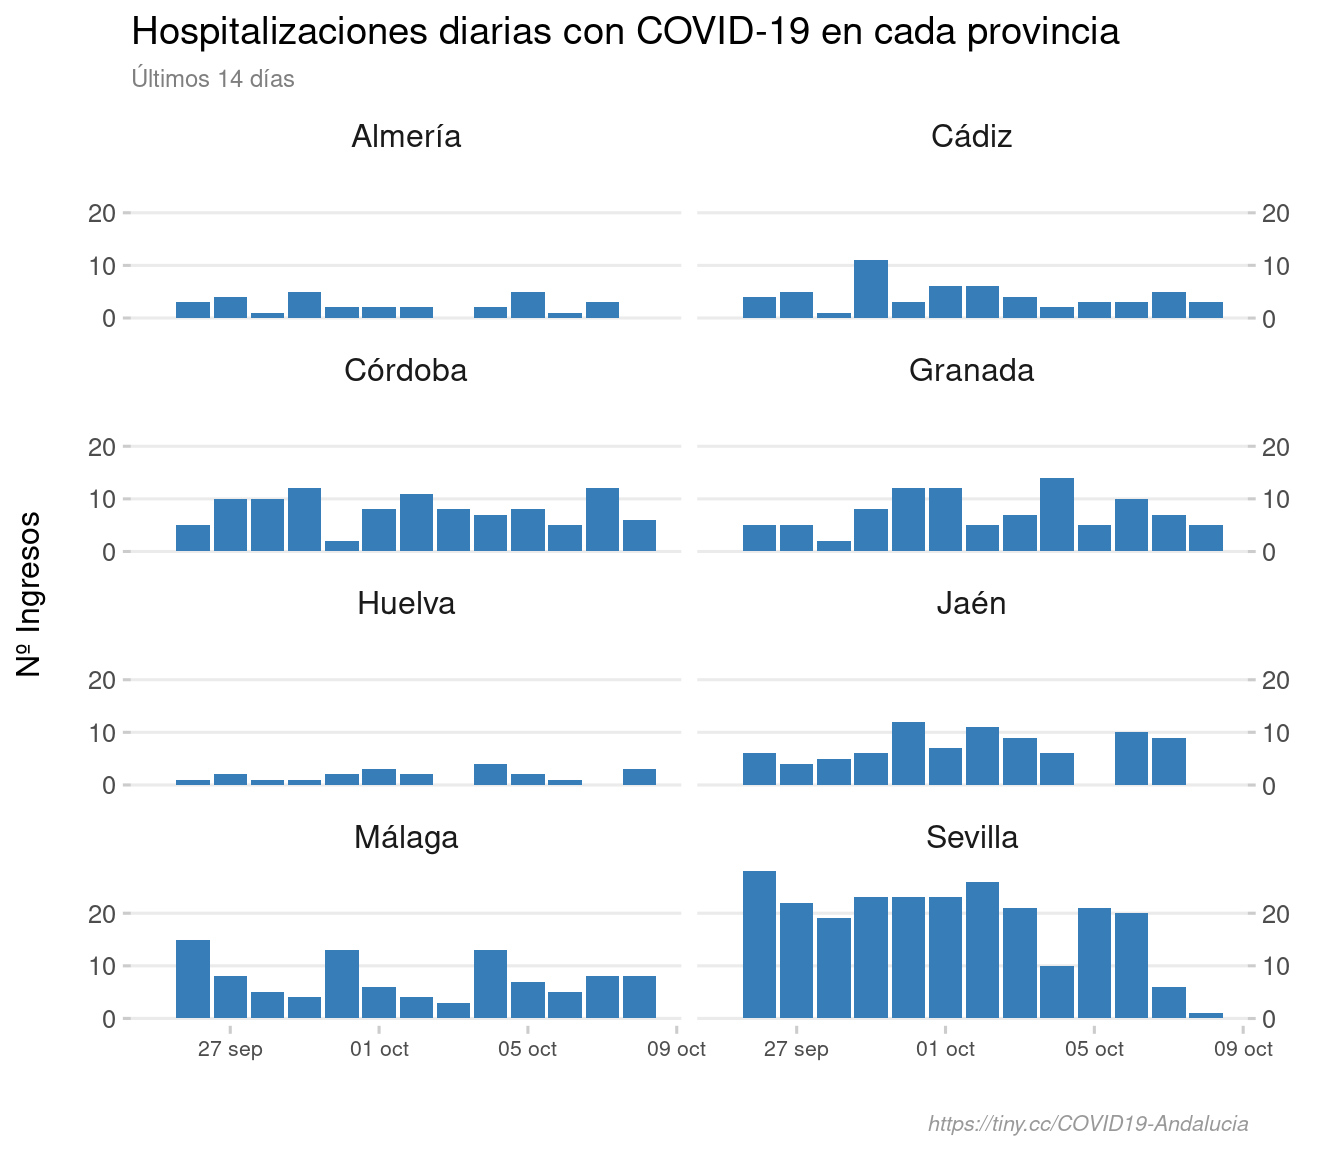 Hospitalizaciones diarias con COVID-19 en cada provincia
Últimos 14 días
Almería
Cádiz
20
10
0
20
10
0
Córdoba
Granada
20
10
0
20
10
0
Nº Ingresos
Huelva
Jaén
20
10
0
20
10
0
Málaga
Sevilla
20
10
0
20
10
0
27 sep 01 oct 05 oct 09 oct
27 sep 01 oct 05 oct 09 oct
https://tiny.cc/COVID19-Andalucia